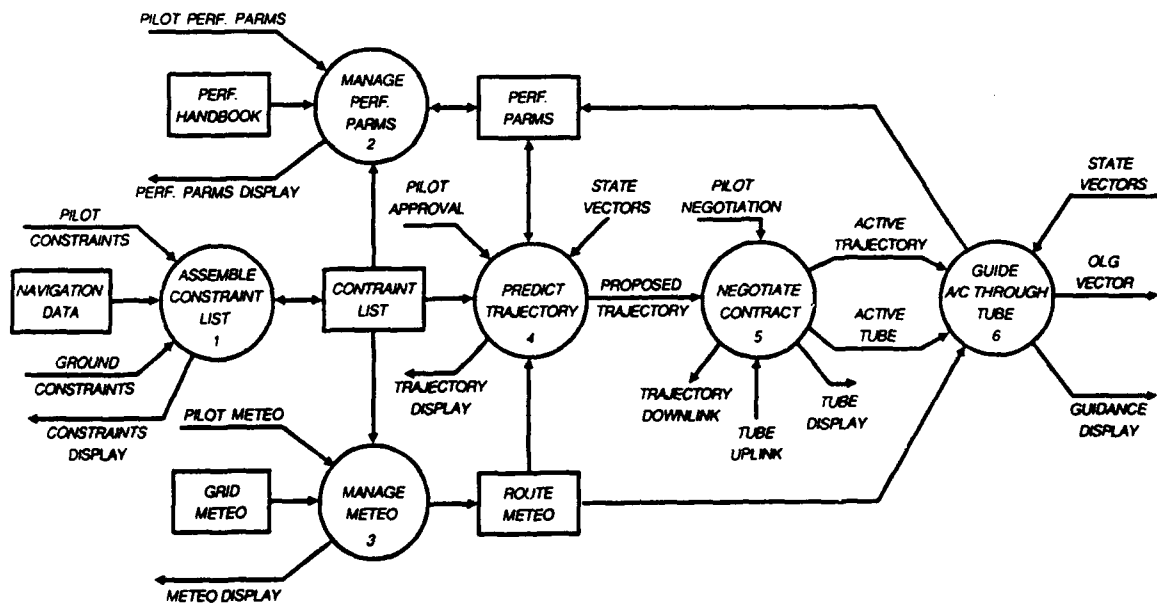 PILOT PERF. PARMS
PERF.
HANDBOOK
MANAGE
PERF.
PARMS
2
PERF.
PARMS
PERF. PARMS DISPLAY
PILOT
CONSTRAINTS
NAVIGATION
DATA
GROUND
CONSTRAINTS
CONSTRAINTS
DISPLAY
ASSEMBLE
CONSTRAINT
LIST
1
CONTRAINT
LIST
PILOT
APPROVAL
STATE
VECTORS
PREDICT
TRAJECTORY
4
TRAJECTORY
DISPLAY
PROPOSED
TRAJECTORY
PILOT
NEGOTIATION
NEGOTIATE
CONTRACT
5
TRAJECTORY
DOWNLINK
TUBE
UPLINK
TUBE
DISPLAY
ACTIVE
TRAJECTORY
ACTIVE
TUBE
GUIDE
A/C THROUGH
TUBE
6
STATE
VECTORS
OLG
VECTOR
GUIDANCE
DISPLAY
PILOT METEO
GRID
METEO
MANAGE
METEO
3
ROUTE
METEO
METEO DISPLAY